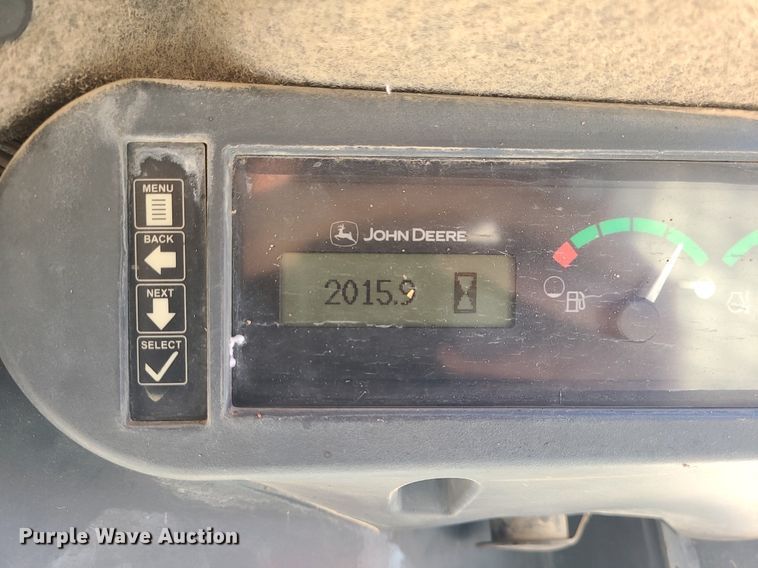 MENU
BACK
NEXT
SELECT
JOHN DEERE
2015.9
Purple Wave Auction